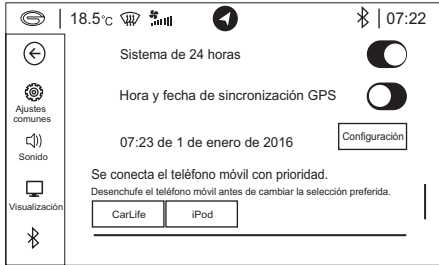 18.5°C 07:22
Sistema de 24 horas
Hora y fecha de sincronización GPS
Ajustes
comunes
07:23 de 1 de enero de 2016 Configuración
Sonido
Se conecta el teléfono móvil con prioridad.
Desenchufe el teléfono móvil antes de cambiar la selección preferida.
Visualización
CarLife iPod